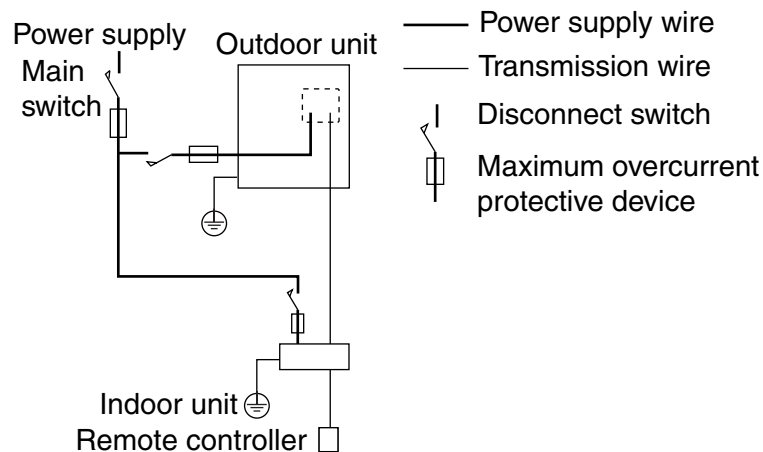 Power supply
Main
switch
Outdoor unit
Indoor unit
Remote controller
Power supply wire
Transmission wire
Disconnect switch
Maximum overcurrent
protective device